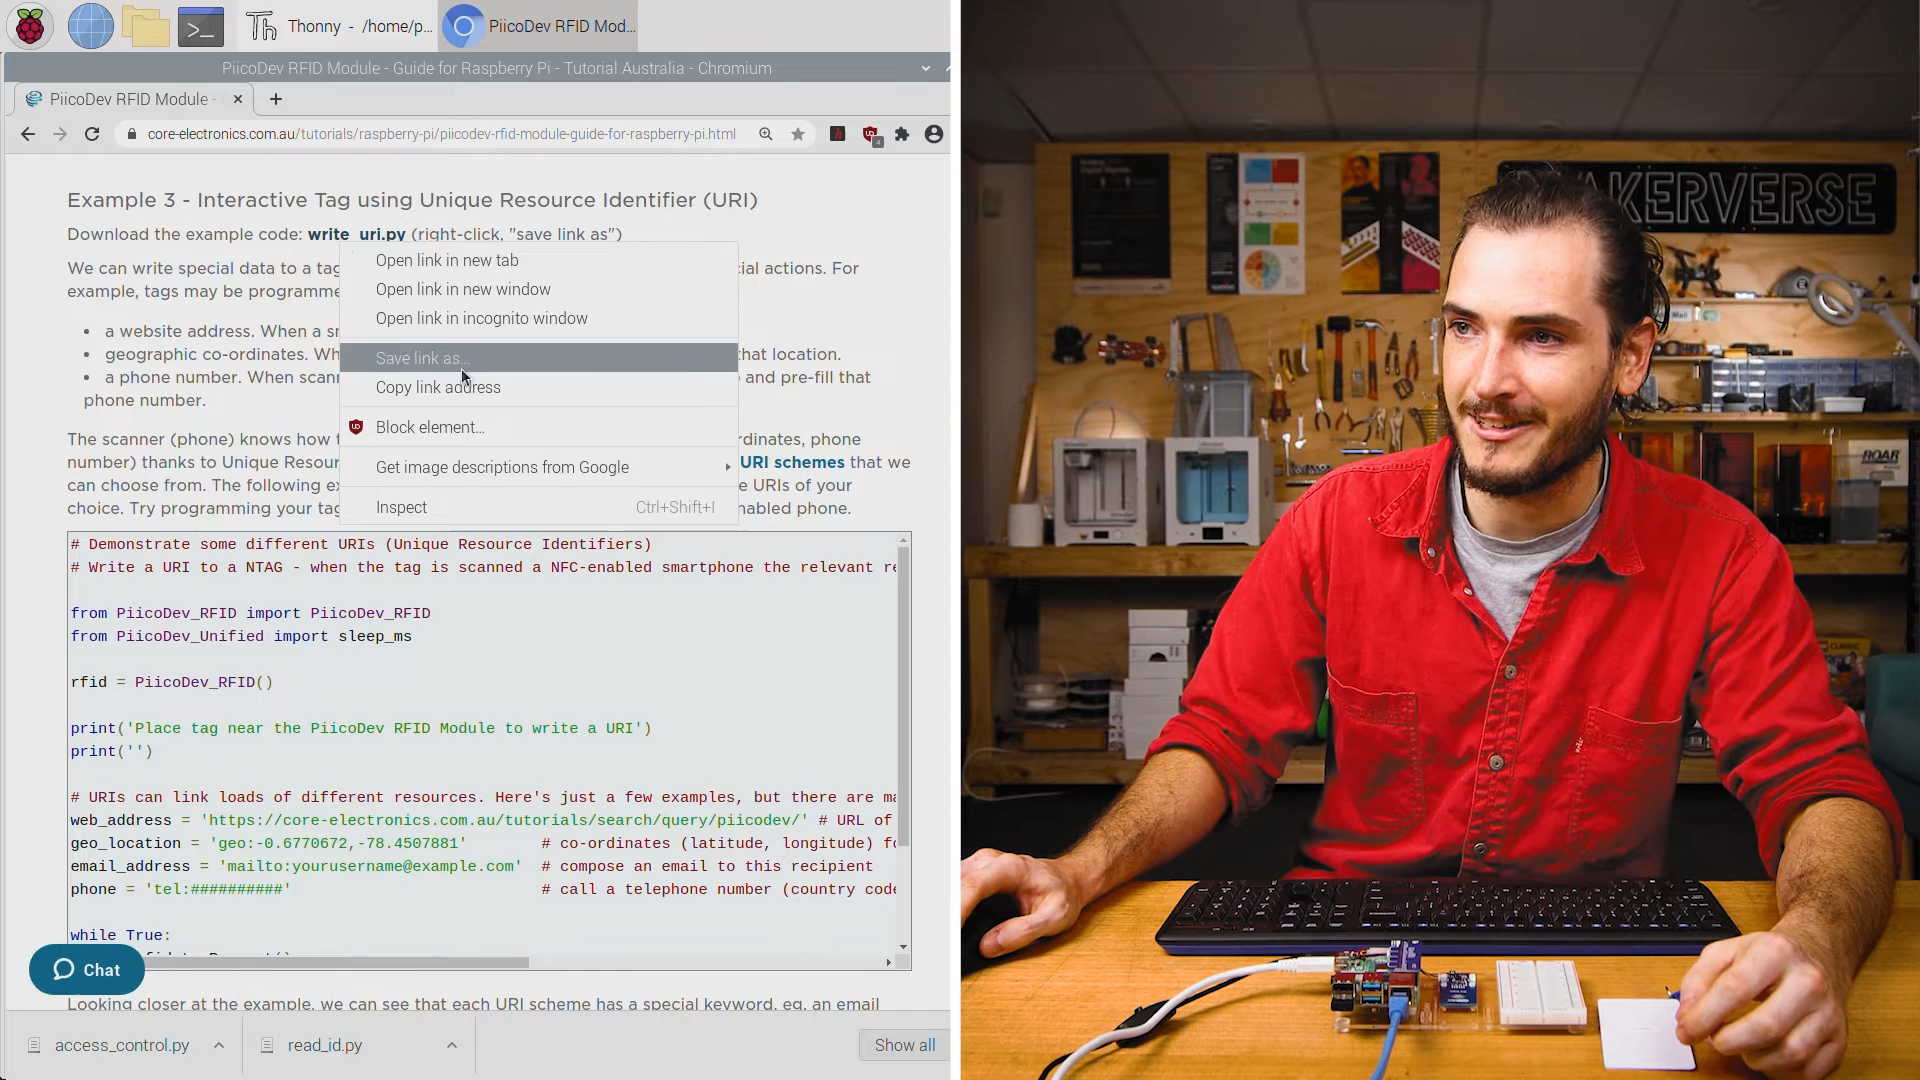 Thonny - /home/p...
PiicoDev RFID Mod...
PiicoDev RFID Module - Guide for Raspberry Pi - Tutorial Australia - Chromium
PiicoDev RFID Module -
core-electronics.com.au/tutorials/raspberry-pi/piicodev-rfid-module-guide-for-raspberry-pi.html
4
Example 3 - Interactive Tag using Unique Resource Identifier (URI)
Download the example code: write_uri.py (right-click, "save link as")
We can write special data to a tag
ial actions. For
example, tags may be programme
• a website address. When a sr
• geographic co-ordinates. Wh
hat location.
• a phone number. When scanr
and pre-fill that
phone number.
The scanner (phone) knows how t
rdinates, phone
number) thanks to Unique Resour
URI schemes that we
can choose from. The following ex
e URIs of your
choice. Try programming your tag
nabled phone.
Open link in new tab
Open link in new window
Open link in incognito window
Save link as...
Copy link address
Block element...
Get image descriptions from Google
Inspect Ctrl+Shift+I
# Demonstrate some different URIs (Unique Resource Identifiers)
# Write a URI to a NTAG - when the tag is scanned a NFC-enabled smartphone the relevant re
from PiicoDev_RFID import PiicoDev_RFID
from PiicoDev_Unified import sleep_ms
rfid = PiicoDev_RFID()
print('Place tag near the PiicoDev RFID Module to write a URI')
print('')
# URIs can link loads of different resources. Here's just a few examples, but there are ma
web_address = 'https://core-electronics.com.au/tutorials/search/query/piicodev/' # URL of
geo_location = 'geo:-0.6770672,-78.4507881' # co-ordinates (latitude, longitude) fo
email_address = 'mailto:yourusername@example.com' # compose an email to this recipient
phone = 'tel:##########' # call a telephone number (country code
while True:
Chat
Looking closer at the example, we can see that each URI scheme has a special keyword, eg. an email
access_control.py
read_id.py
Show all
MAKERVERSE
ROAR